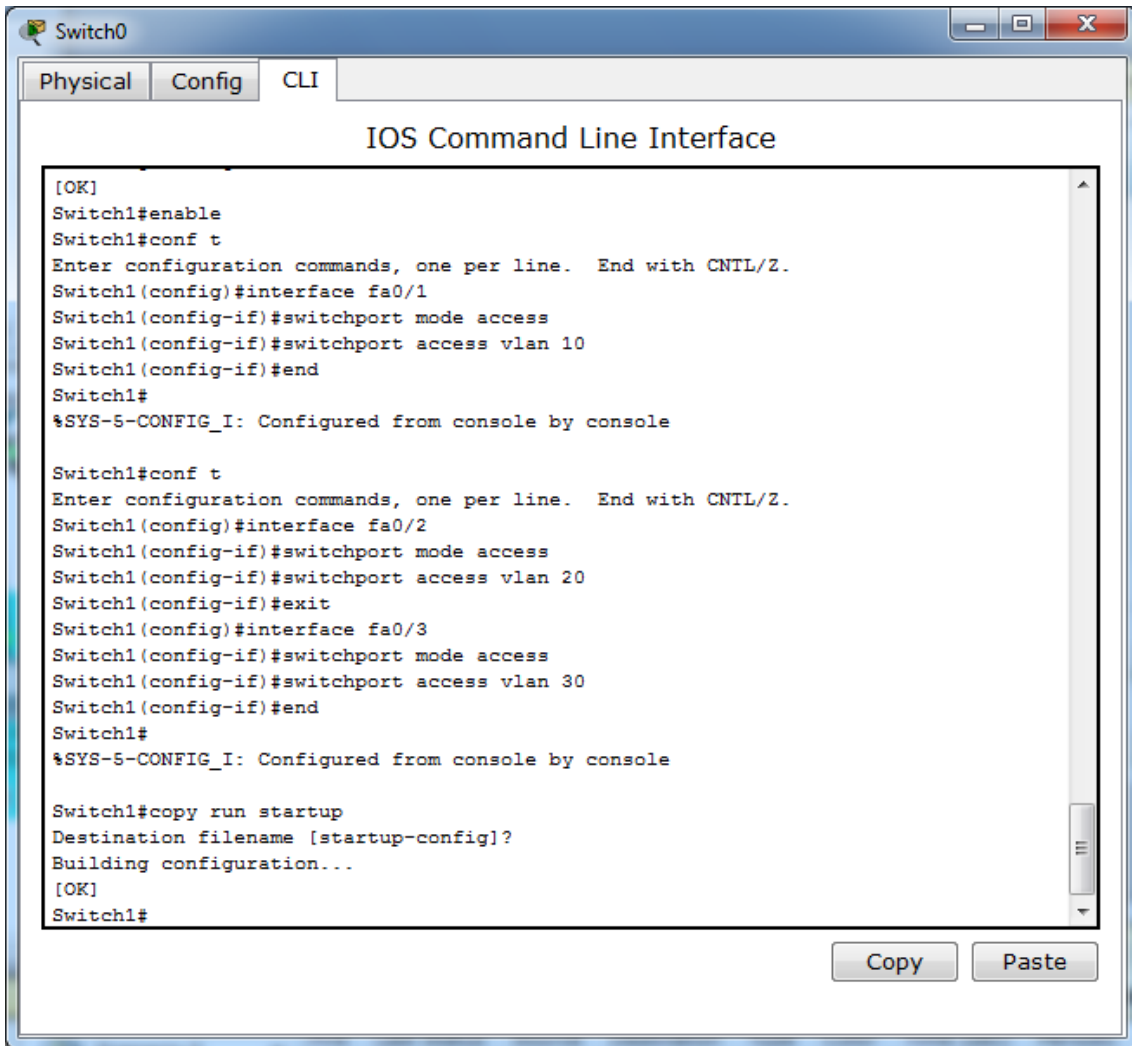 Switch0
Physical Config CLI
IOS Command Line Interface
[OK]
Switch1#enable
Switch1#conf t
Enter configuration commands, one per line.  End with CNTL/Z.
Switch1(config)#interface fa0/1
Switch1(config-if)#switchport mode access
Switch1(config-if)#switchport access vlan 10
Switch1(config-if)#end
Switch1#
%SYS-5-CONFIG_I: Configured from console by console
Switch1#conf t
Enter configuration commands, one per line.  End with CNTL/Z.
Switch1(config)#interface fa0/2
Switch1(config-if)#switchport mode access
Switch1(config-if)#switchport access vlan 20
Switch1(config-if)#exit
Switch1(config)#interface fa0/3
Switch1(config-if)#switchport mode access
Switch1(config-if)#switchport access vlan 30
Switch1(config-if)#end
Switch1#
%SYS-5-CONFIG_I: Configured from console by console
Switch1#copy run startup
Destination filename [startup-config]?
Building configuration...
[OK]
Switch1#
Copy Paste